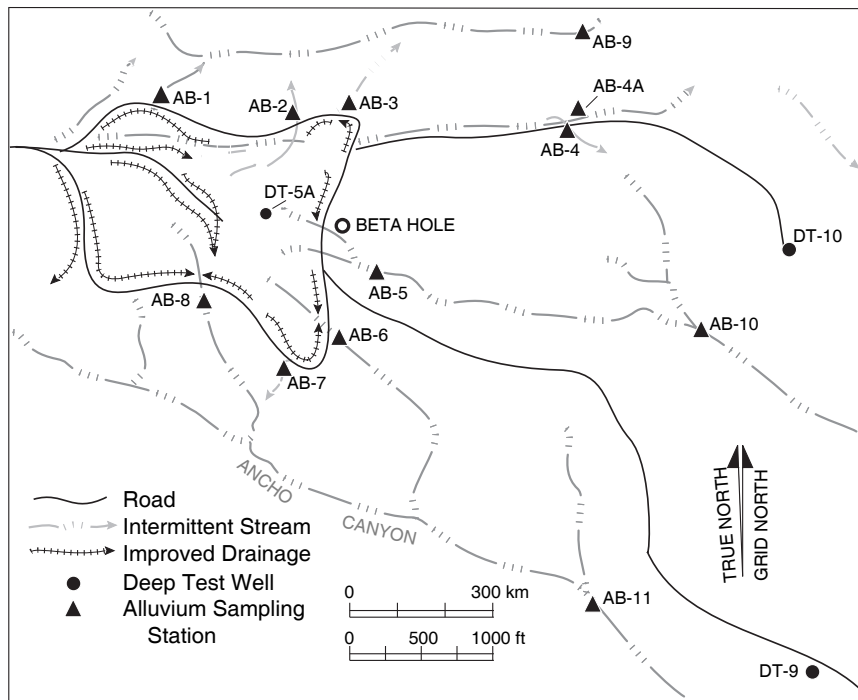 AB-9
AB-1
AB-2
AB-3
AB-4A
AB-4
DT-5A
BETA HOLE
DT-10
AB-5
AB-8
AB-6
AB-10
AB-7
ANCHO
CANYON
TRUE NORTH
GRID NORTH
Road
Intermittent Stream
Improved Drainage
Deep Test Well
Alluvium Sampling
Station
0 300 km
0 500 1000 ft
AB-11
DT-9